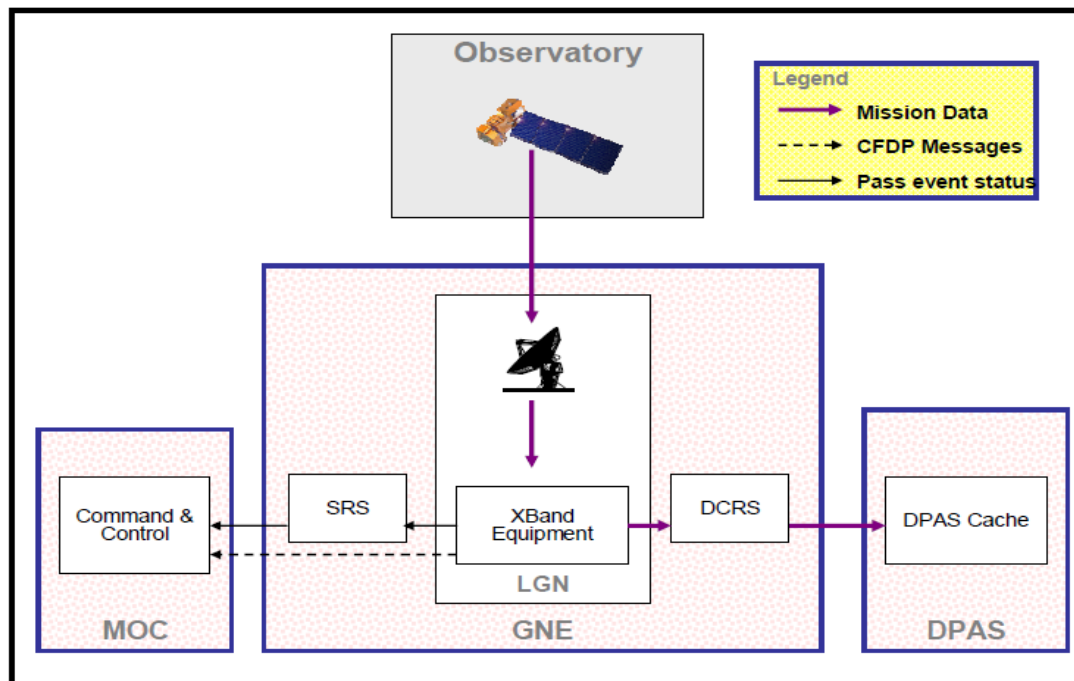 Observatory
Legend
Mission Data
CFDP Messages
Pass event status
Command &
Control
SRS
XBand
Equipment
DCRS
DPAS Cache
LGN
MOC
GNE
DPAS